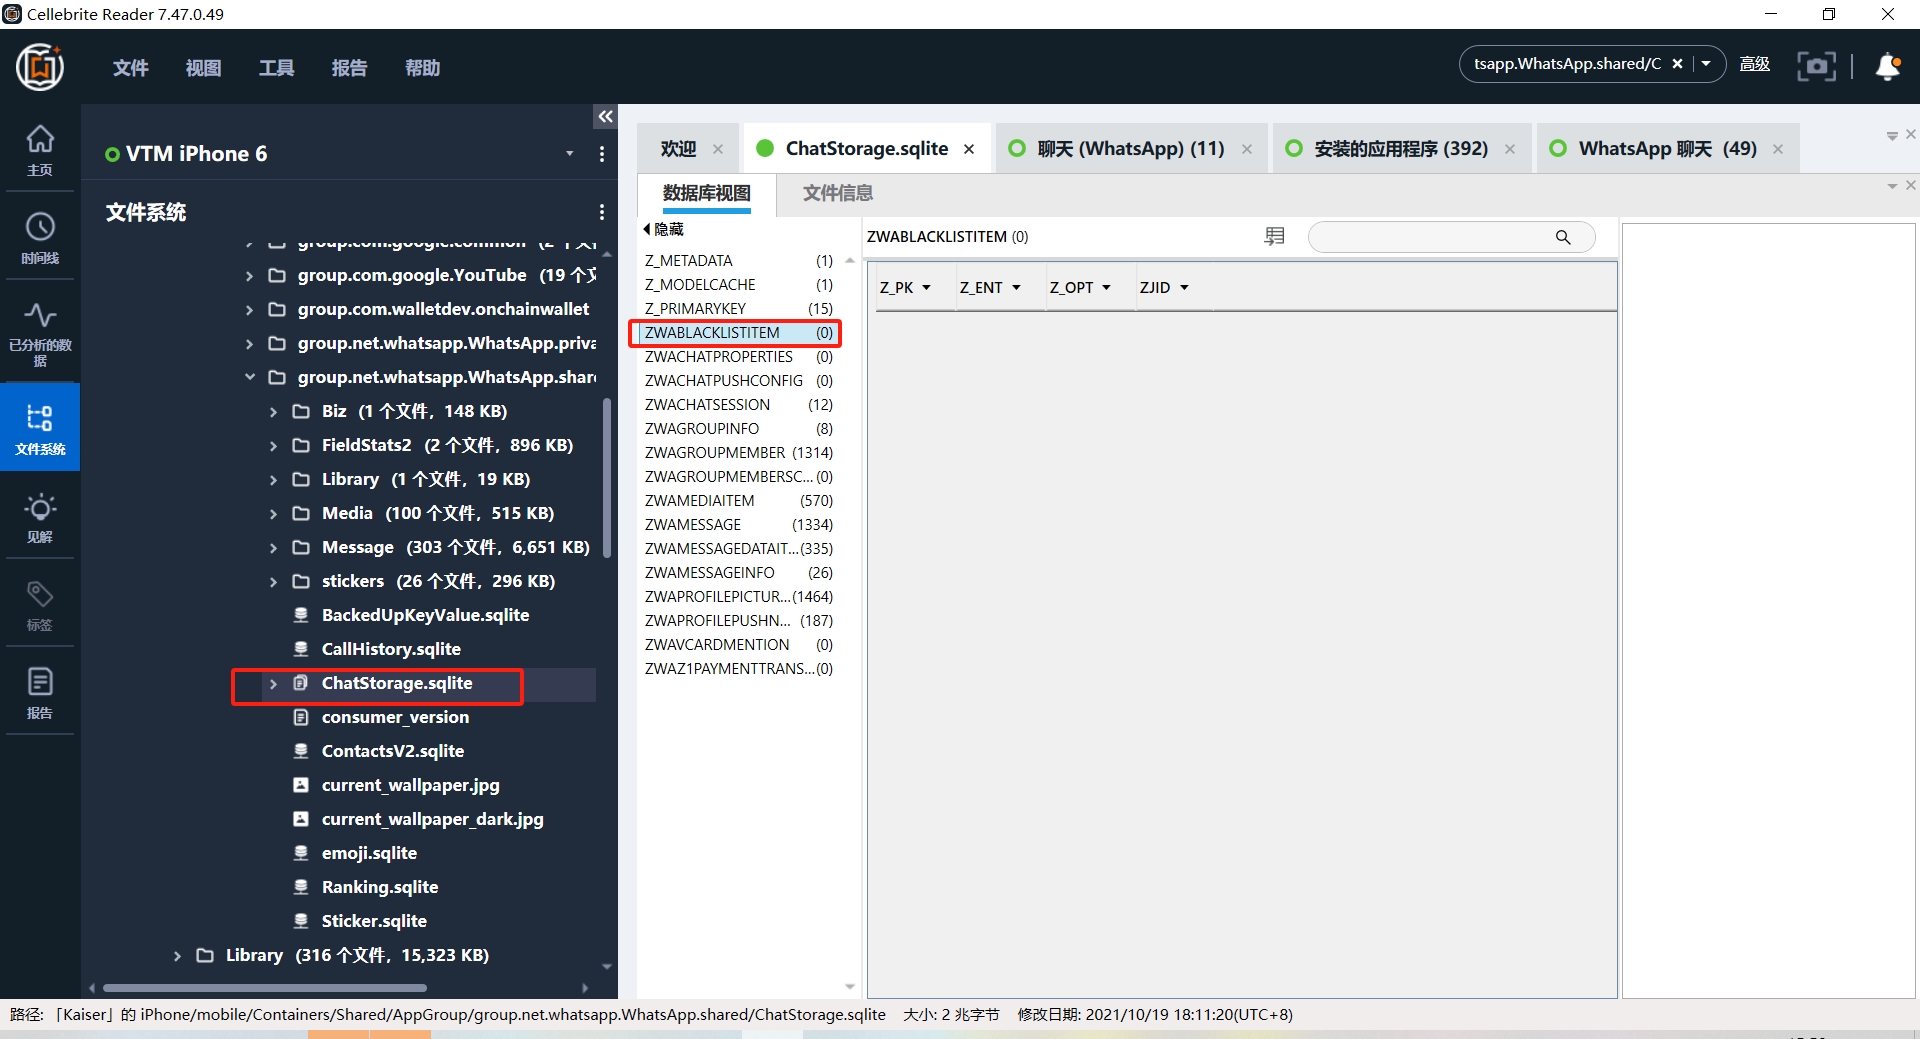 Cellebrite Reader 7.47.0.49
文件 视图 工具 报告 帮助
tsapp.WhatsApp.shared/C
高级
主页
时间线
已分析的数据
文件系统
见解
标签
报告
VTM iPhone 6
文件系统
group.com.google.common (2 个文
group.com.google.YouTube (19 个文
group.com.walletdev.onchainwallet
group.net.whatsapp.WhatsApp.priva
group.net.whatsapp.WhatsApp.share
Biz (1 个文件, 148 KB)
FieldStats2 (2 个文件, 896 KB)
Library (1 个文件, 19 KB)
Media (100 个文件, 515 KB)
Message (303 个文件, 6,651 KB)
stickers (26 个文件, 296 KB)
BackedUpKeyValue.sqlite
CallHistory.sqlite
ChatStorage.sqlite
consumer_version
ContactsV2.sqlite
current_wallpaper.jpg
current_wallpaper_dark.jpg
emoji.sqlite
Ranking.sqlite
Sticker.sqlite
Library (316 个文件, 15,323 KB)
欢迎
ChatStorage.sqlite
聊天 (WhatsApp) (11)
安装的应用程序 (392)
WhatsApp 聊天 (49)
数据库视图 文件信息
隐藏
Z_METADATA (1)
Z_MODELCACHE (1)
Z_PRIMARYKEY (15)
ZWABLACKLISTITEM (0)
ZWACHATPROPERTIES (0)
ZWACHATPUSHCONFIG (0)
ZWACHATSESSION (12)
ZWAGROUPINFO (8)
ZWAGROUPMEMBER (1314)
ZWAGROUPMEMBERSC... (0)
ZWAMEDIAITEM (570)
ZWAMESSAGE (1334)
ZWAMESSAGEDATAIT... (335)
ZWAMESSAGEINFO (26)
ZWAPROFILEPICTUR... (1464)
ZWAPROFILEPUSHN... (187)
ZWAVCARDMENTION (0)
ZWAZ1PAYMENTTRANS... (0)
ZWABLACKLISTITEM (0)
Z_PK Z_ENT Z_OPT ZJID
路径: 「Kaiser」的 iPhone/mobile/Containers/Shared/AppGroup/group.net.whatsapp.WhatsApp.shared/ChatStorage.sqlite 大小: 2 兆字节 修改日期: 2021/10/19 18:11:20(UTC+8)